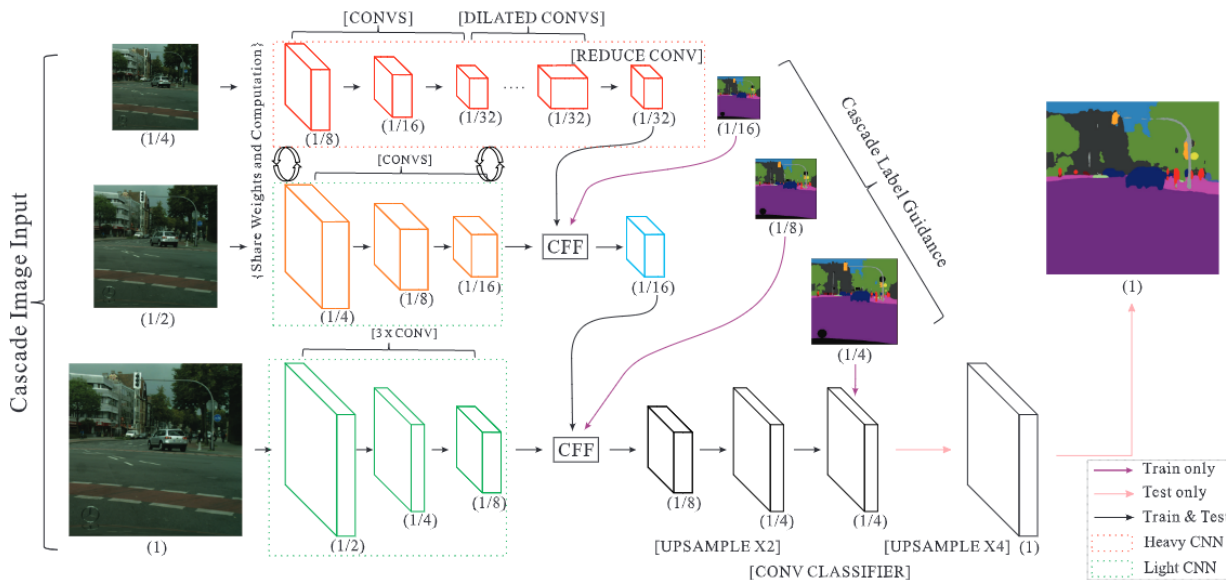 [CONVS]
[DILATED CONVS]
[REDUCE CONV]
(1/4)
(1/8)
(1/16)
(1/32)
(1/32)
(1/32)
(1/16)
Cascade Image Input
{Share Weights and Computation}
Cascade Label Guidance
[CONVS]
(1/2)
(1/4)
(1/8)
(1/16)
CFF
(1/16)
(1/8)
(1)
[3 X CONV]
(1)
(1/2)
(1/4)
(1/8)
CFF
(1/8)
(1/4)
(1/4)
(1/4)
(1)
[UPSAMPLE X2]
[UPSAMPLE X4]
[CONV CLASSIFIER]
Train only
Test only
Train & Test
Heavy CNN
Light CNN